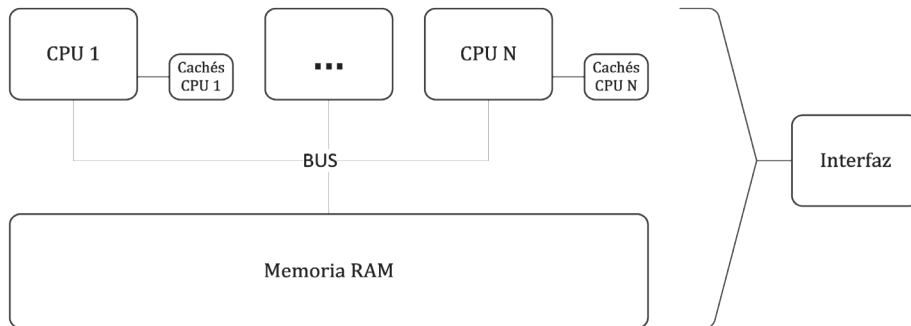 CPU 1
Cachés
CPU 1
...
CPU N
Cachés
CPU N
BUS
Interfaz
Memoria RAM